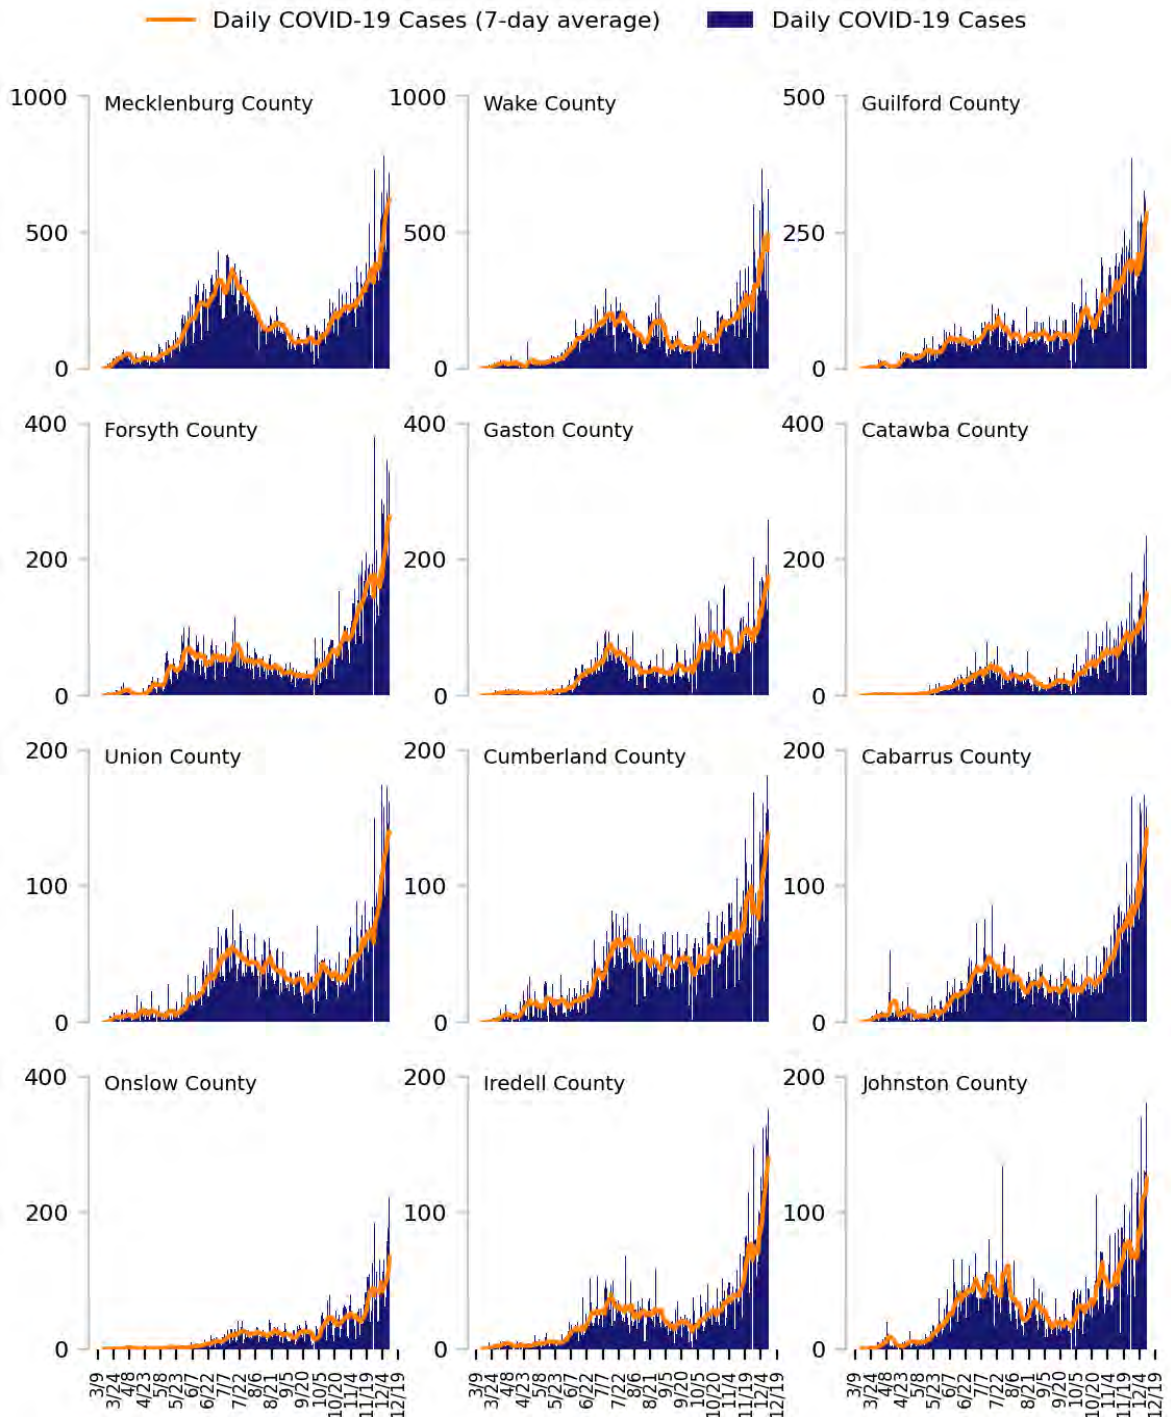 Daily COVID-19 Cases (7-day average) Daily COVID-19 Cases
1000 Mecklenburg County 1000 Wake County 500 Guilford County
500 500 250
0 0 0
400 Forsyth County 400 Gaston County 400 Catawba County
200 200 200
0 0 0
200 Union County 200 Cumberland County 200 Cabarrus County
100 100 100
0 0 0
400 Onslow County 200 Iredell County 200 Johnston County
200 100 100
0 0 0
3/9 3/24 4/8 4/23 5/8 5/23 6/7 6/22 7/7 7/22 8/6 8/21 9/5 9/20 10/5 10/20 11/4 11/19 12/4 12/19 3/9 3/24 4/8 4/23 5/8 5/23 6/7 6/22 7/7 7/22 8/6 8/21 9/5 9/20 10/5 10/20 11/4 11/19 12/4 12/19 3/9 3/24 4/8 4/23 5/8 5/23 6/7 6/22 7/7 7/22 8/6 8/21 9/5 9/20 10/5 10/20 11/4 11/19 12/4 12/19